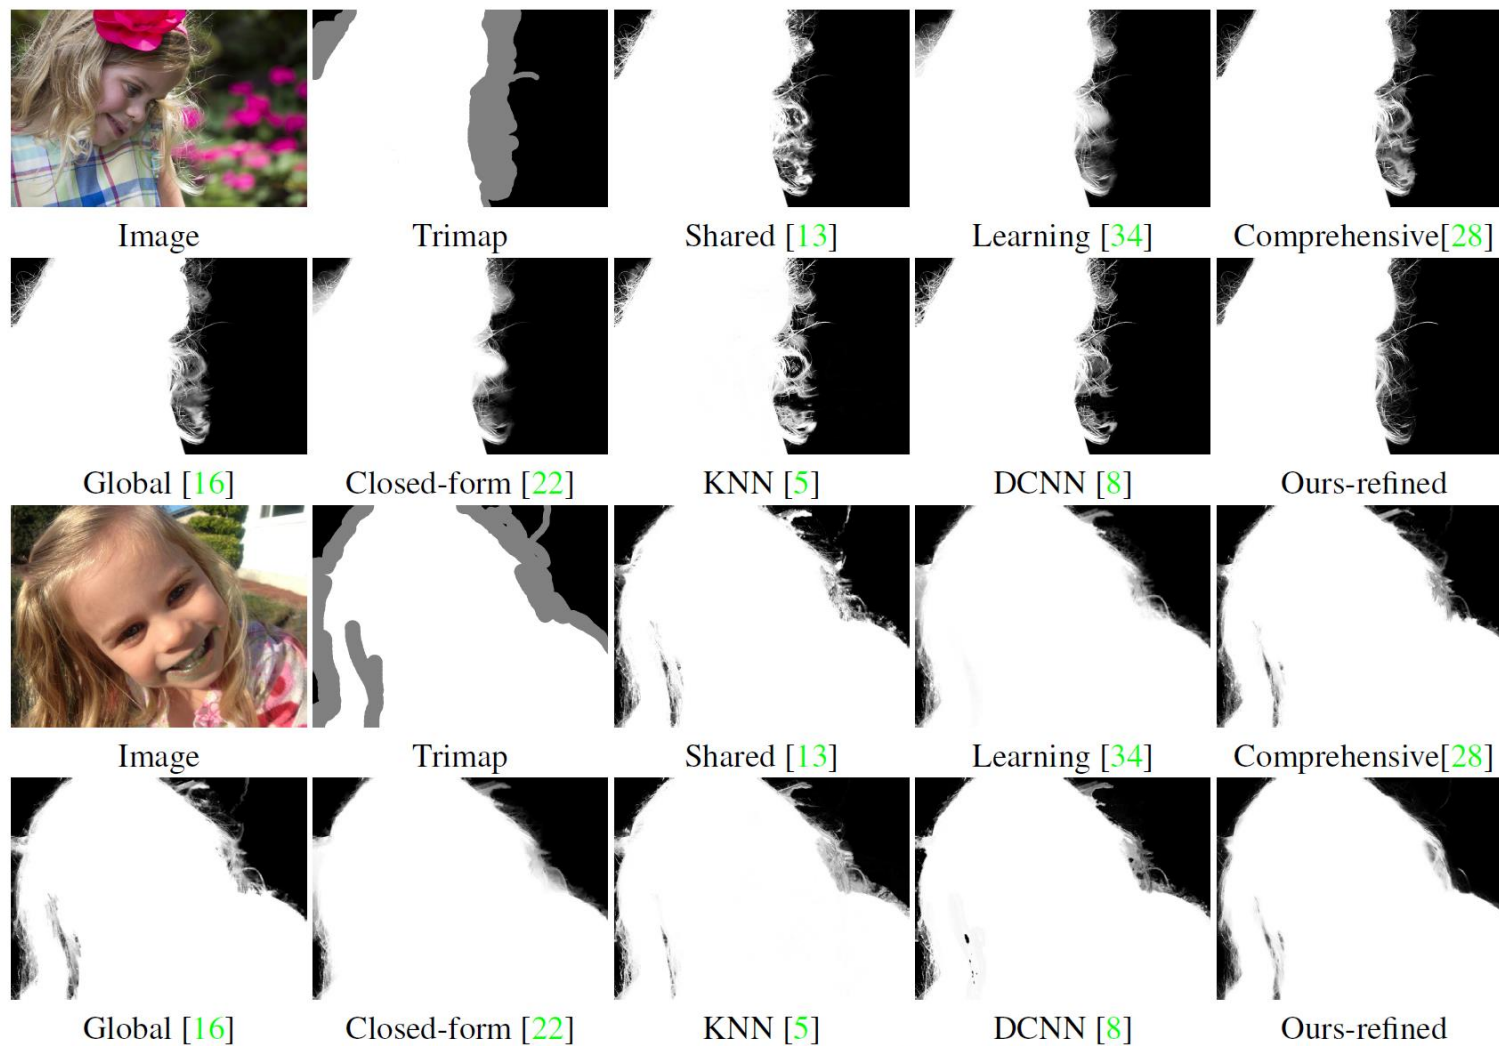 Image Trimap Shared [13] Learning [34] Comprehensive[28]
Global [16] Closed-form [22] KNN [5] DCNN [8] Ours-refined
Image Trimap Shared [13] Learning [34] Comprehensive[28]
Global [16] Closed-form [22] KNN [5] DCNN [8] Ours-refined